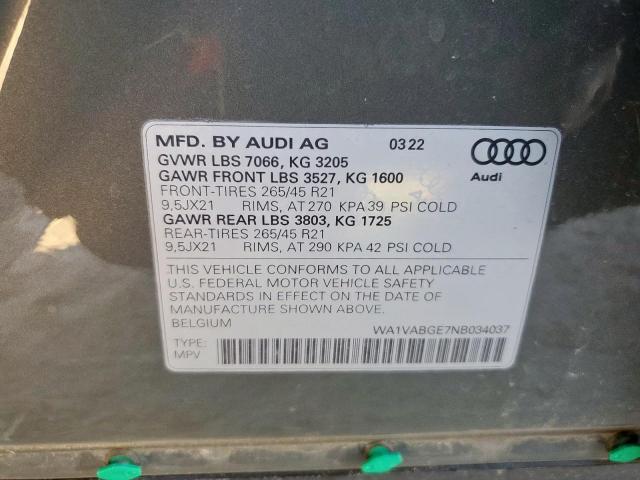 MFD. BY AUDI AG 03 22
GVWR LBS 7066, KG 3205
GAWR FRONT LBS 3527, KG 1600
FRONT-TIRES 265/45 R21
9,5JX21 RIMS, AT 270 KPA 39 PSI COLD
GAWR REAR LBS 3803, KG 1725
REAR-TIRES 265/45 R21
9,5JX21 RIMS, AT 290 KPA 42 PSI COLD
Audi
THIS VEHICLE CONFORMS TO ALL APPLICABLE
U.S. FEDERAL MOTOR VEHICLE SAFETY
STANDARDS IN EFFECT ON THE DATE OF
MANUFACTURE SHOWN ABOVE.
BELGIUM WA1VABGE7NB034037
TYPE:
MPV